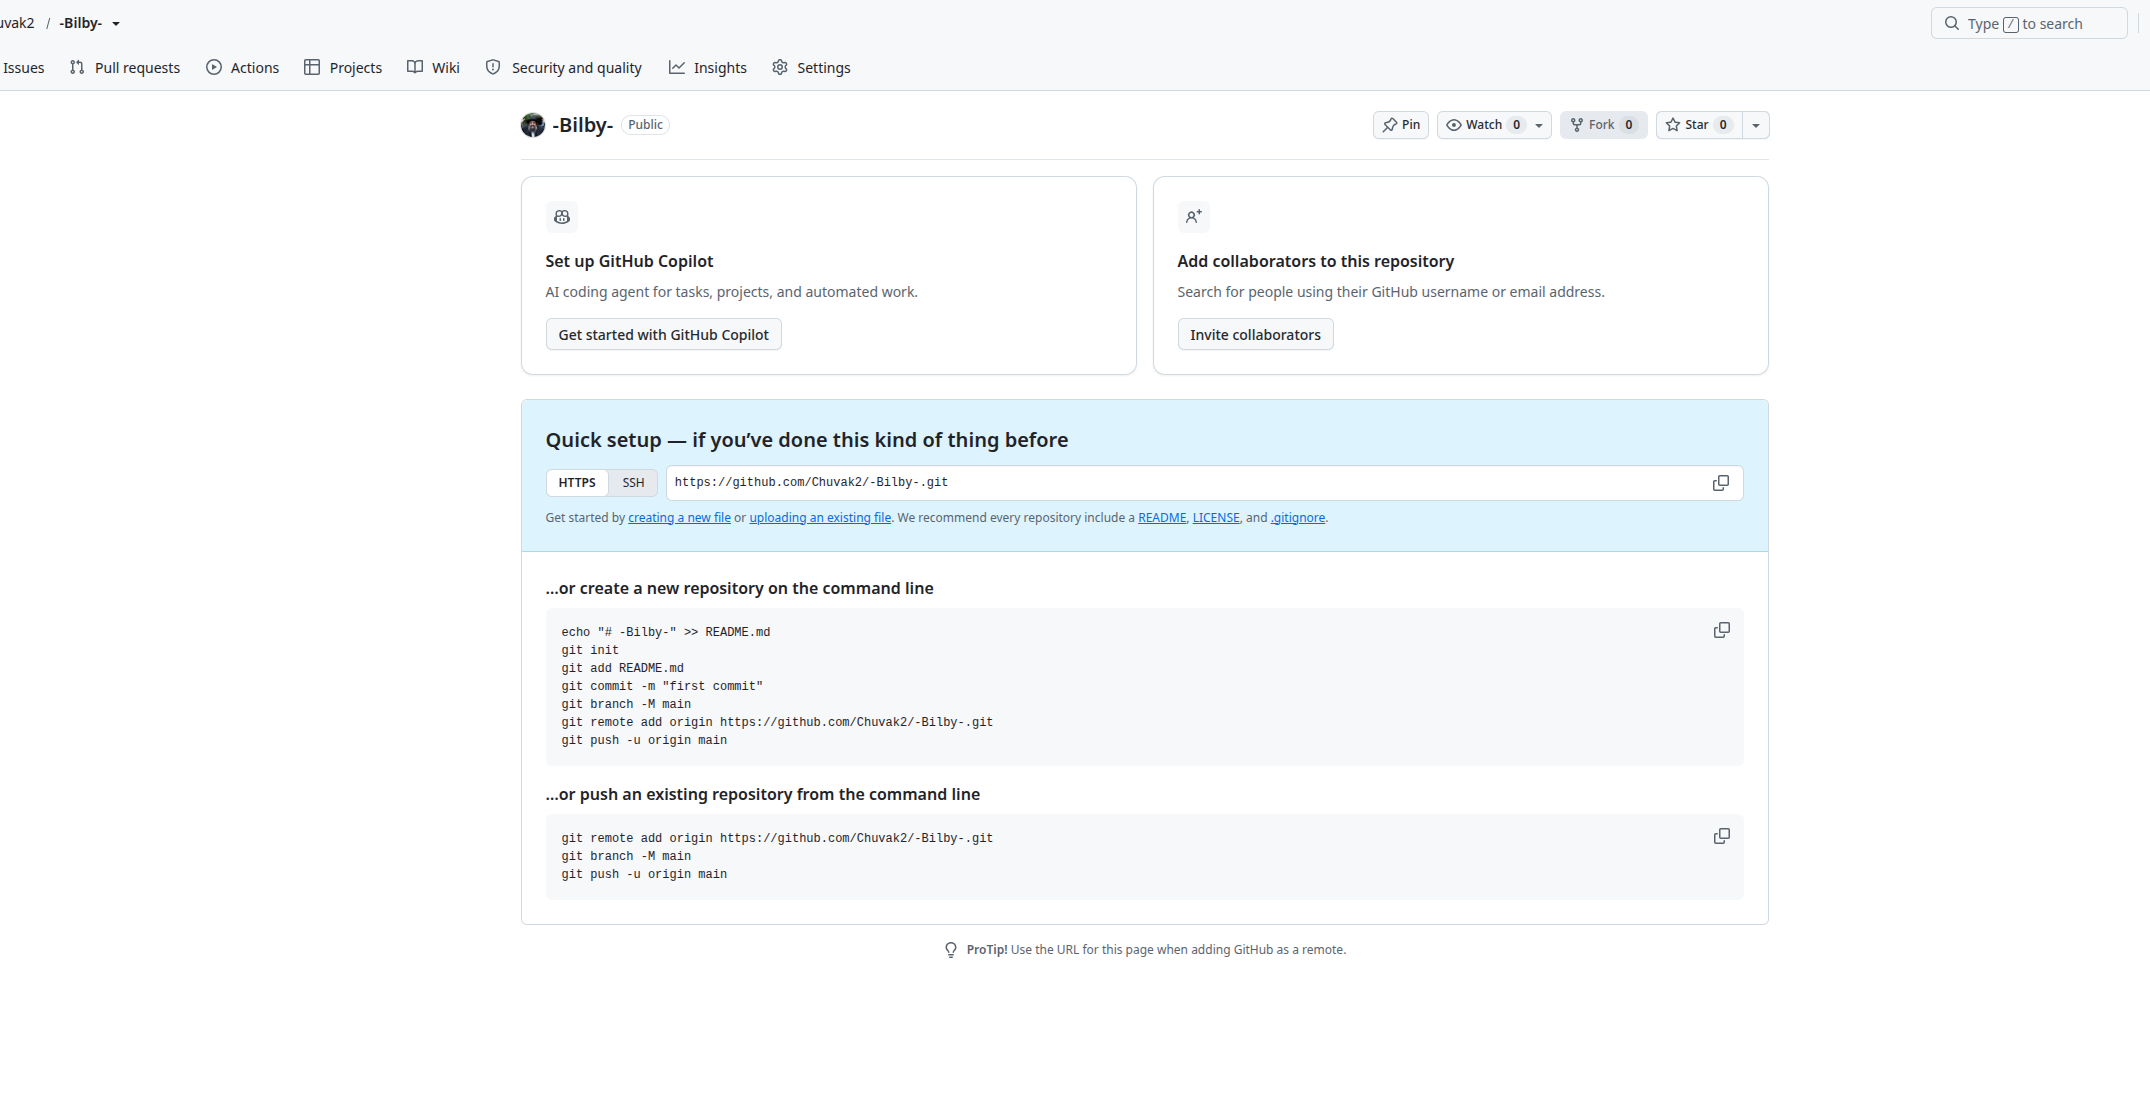 uvak2 / -Bilby-
Type / to search
Issues Pull requests Actions Projects Wiki Security and quality Insights Settings
-Bilby- Public
Pin Watch 0 Fork 0 Star 0
Set up GitHub Copilot
AI coding agent for tasks, projects, and automated work.
Get started with GitHub Copilot
Add collaborators to this repository
Search for people using their GitHub username or email address.
Invite collaborators
Quick setup — if you’ve done this kind of thing before
HTTPS SSH https://github.com/Chuvak2/-Bilby-.git
Get started by creating a new file or uploading an existing file. We recommend every repository include a README, LICENSE, and .gitignore.
…or create a new repository on the command line
echo "# -Bilby-" >> README.md
git init
git add README.md
git commit -m "first commit"
git branch -M main
git remote add origin https://github.com/Chuvak2/-Bilby-.git
git push -u origin main
…or push an existing repository from the command line
git remote add origin https://github.com/Chuvak2/-Bilby-.git
git branch -M main
git push -u origin main
ProTip! Use the URL for this page when adding GitHub as a remote.